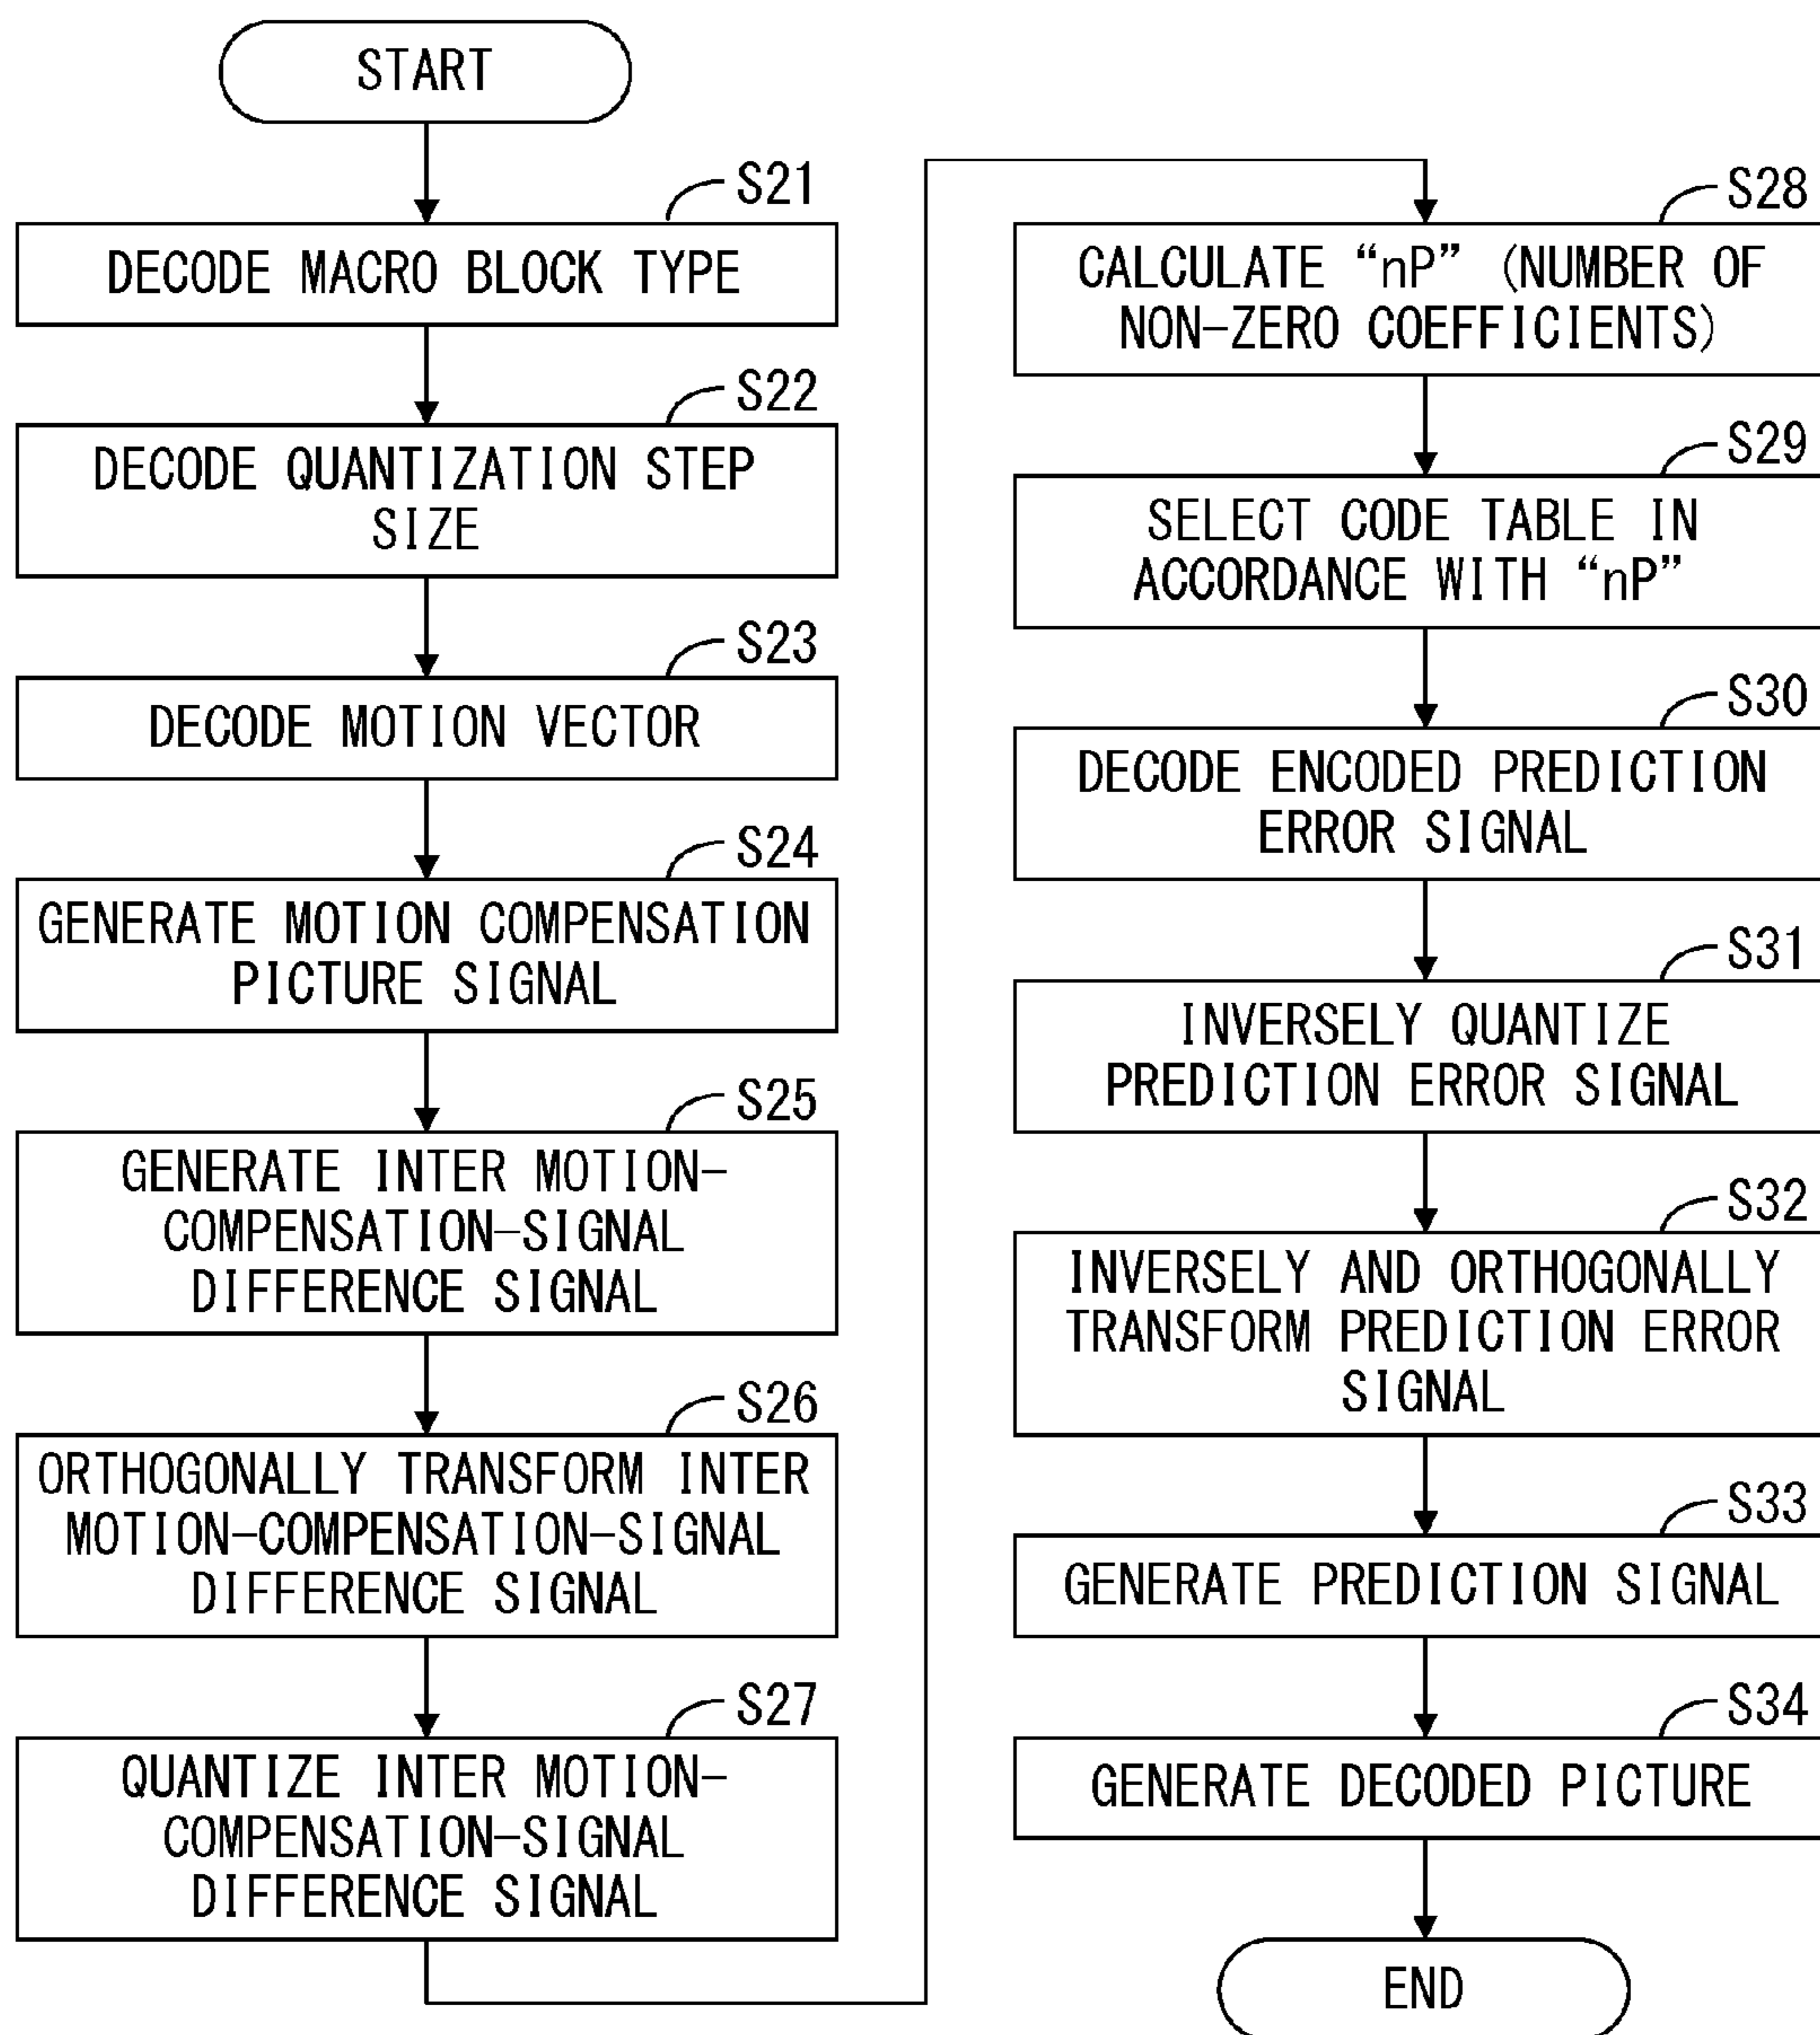 START
S21
DECODE MACRO BLOCK TYPE
S22
DECODE QUANTIZATION STEP
SIZE
S23
DECODE MOTION VECTOR
S24
GENERATE MOTION COMPENSATION
PICTURE SIGNAL
S25
GENERATE INTER MOTION-
COMPENSATION-SIGNAL
DIFFERENCE SIGNAL
S26
ORTHOGONALLY TRANSFORM INTER
MOTION-COMPENSATION-SIGNAL
DIFFERENCE SIGNAL
S27
QUANTIZE INTER MOTION-
COMPENSATION-SIGNAL
DIFFERENCE SIGNAL
S28
CALCULATE “nP” (NUMBER OF
NON-ZERO COEFFICIENTS)
S29
SELECT CODE TABLE IN
ACCORDANCE WITH “nP”
S30
DECODE ENCODED PREDICTION
ERROR SIGNAL
S31
INVERSELY QUANTIZE
PREDICTION ERROR SIGNAL
S32
INVERSELY AND ORTHOGONALLY
TRANSFORM PREDICTION ERROR
SIGNAL
S33
GENERATE PREDICTION SIGNAL
S34
GENERATE DECODED PICTURE
END